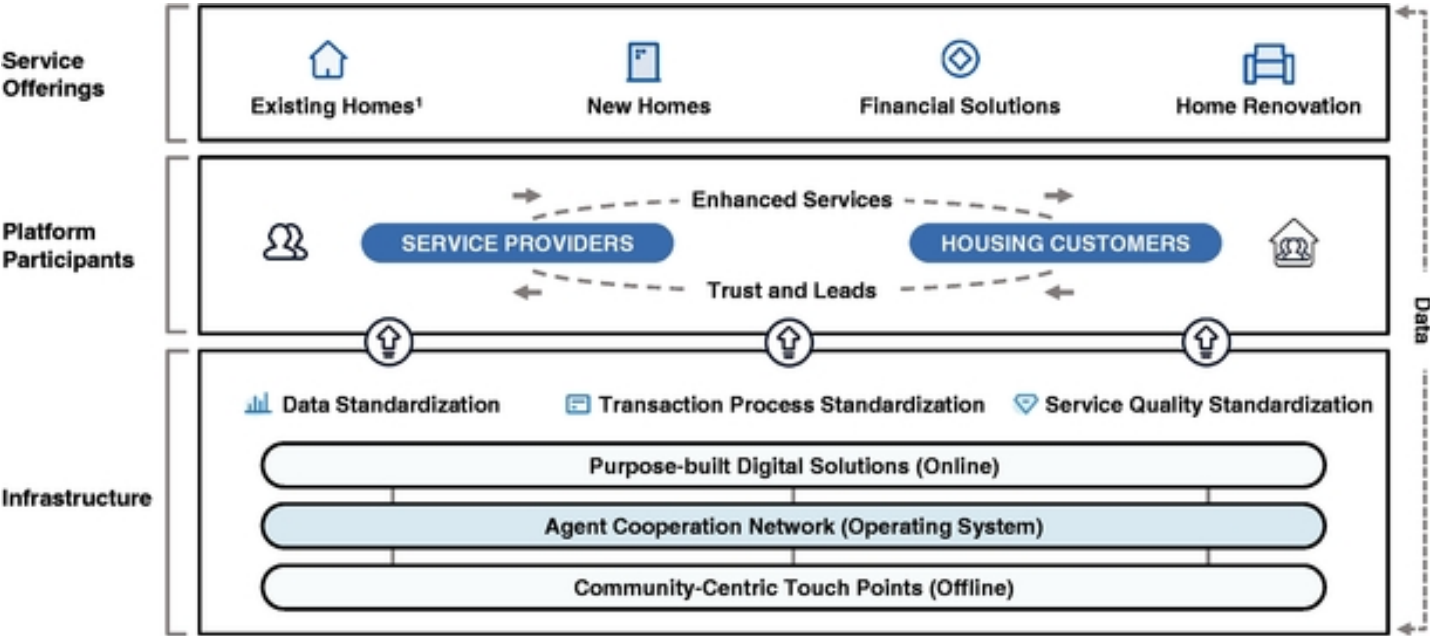 Service
Offerings
Existing Homes¹
New Homes
Financial Solutions
Home Renovation
Platform
Participants
Enhanced Services
SERVICE PROVIDERS
HOUSING CUSTOMERS
Trust and Leads
Data
Infrastructure
Data Standardization
Transaction Process Standardization
Service Quality Standardization
Purpose-built Digital Solutions (Online)
Agent Cooperation Network (Operating System)
Community-Centric Touch Points (Offline)